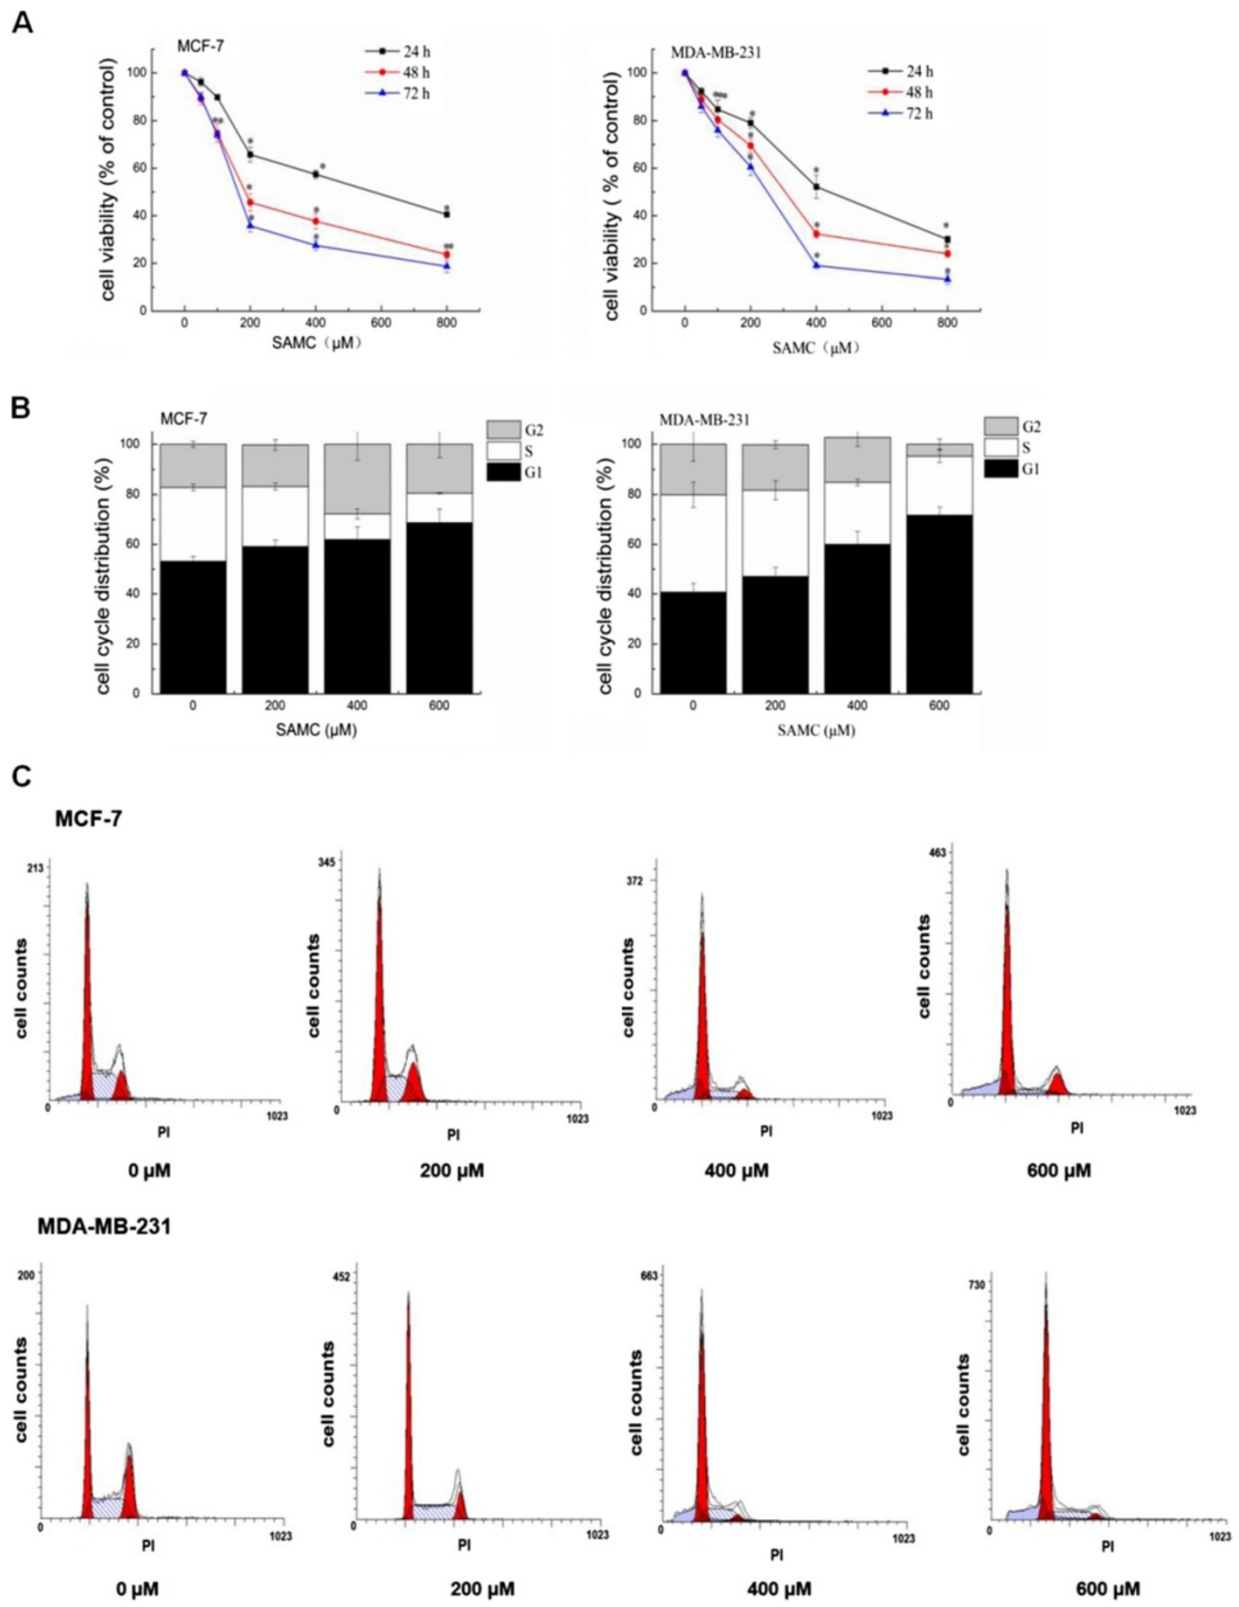 A
MCF-7
24 h
48 h
72 h
100
80
60
40
20
0
cell viability (% of control)
0 200 400 600 800
SAMC (μM)
MDA-MB-231
24 h
48 h
72 h
100
80
60
40
20
0
cell viability ( % of control)
0 200 400 600 800
SAMC (μM)
B
MCF-7
G2
S
G1
100
80
60
40
20
0
cell cycle distribution (%)
0 200 400 600
SAMC (μM)
MDA-MB-231
G2
S
G1
100
80
60
40
20
0
cell cycle distribution (%)
0 200 400 600
SAMC (μM)
C
MCF-7
213
cell counts
0 1023
PI
0 μM
345
cell counts
0 1023
PI
200 μM
372
cell counts
0 1023
PI
400 μM
463
cell counts
0 1023
PI
600 μM
MDA-MB-231
200
cell counts
0 1023
PI
0 μM
452
cell counts
0 1023
PI
200 μM
663
cell counts
0 1023
PI
400 μM
730
cell counts
0 1023
PI
600 μM